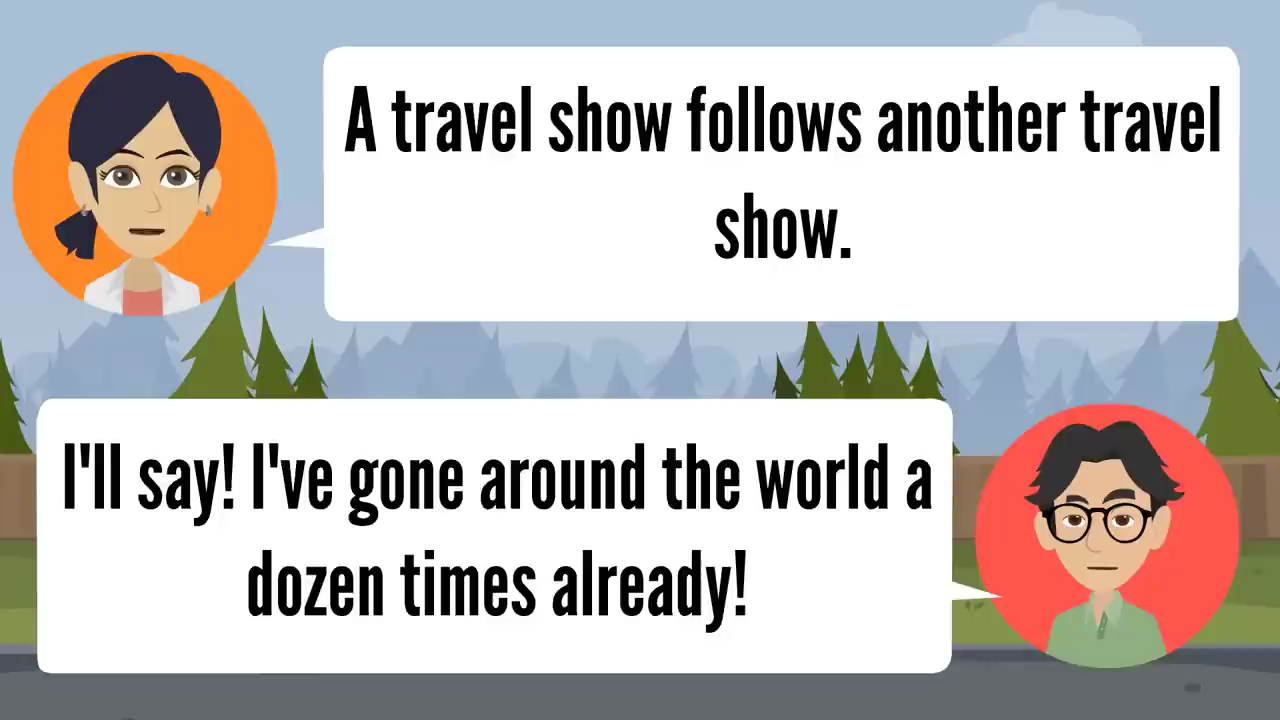 A travel show follows another travel
show.
I'll say! I've gone around the world a
dozen times already!